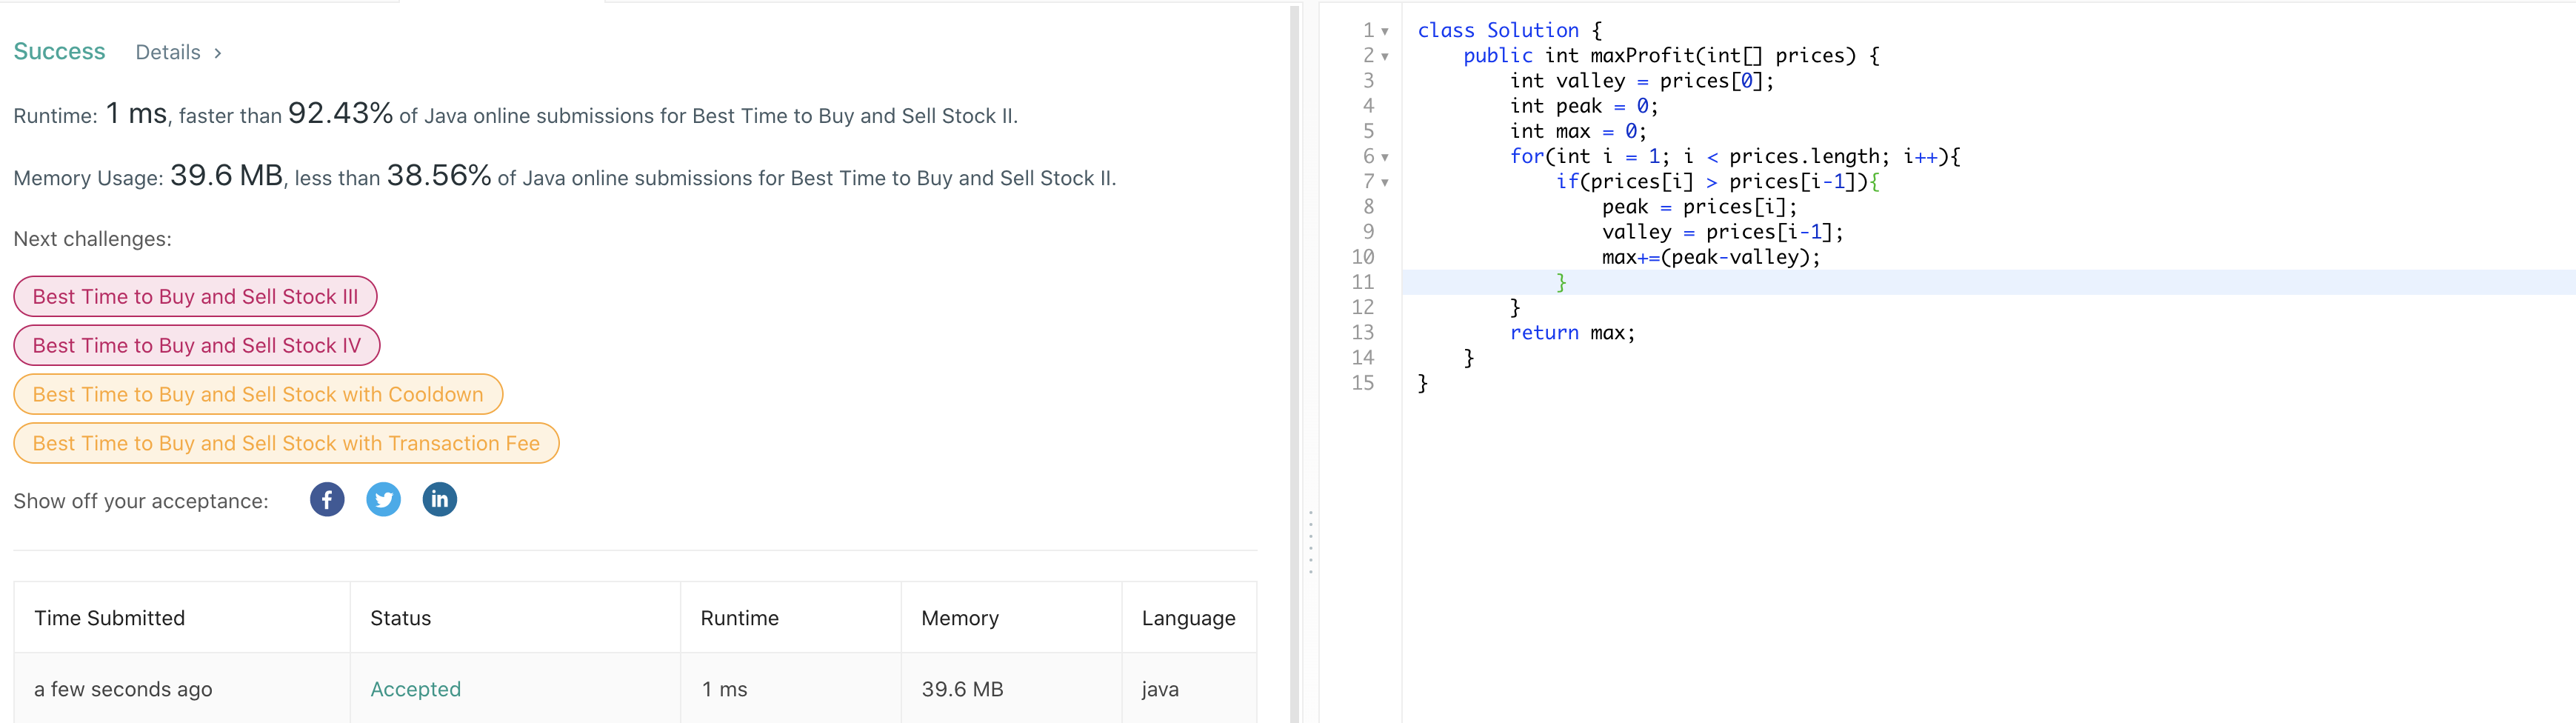 Success Details >
Runtime: 1 ms, faster than 92.43% of Java online submissions for Best Time to Buy and Sell Stock II.
Memory Usage: 39.6 MB, less than 38.56% of Java online submissions for Best Time to Buy and Sell Stock II.
Next challenges:
Best Time to Buy and Sell Stock III
Best Time to Buy and Sell Stock IV
Best Time to Buy and Sell Stock with Cooldown
Best Time to Buy and Sell Stock with Transaction Fee
Show off your acceptance: f in
Time Submitted Status Runtime Memory Language
a few seconds ago Accepted 1 ms 39.6 MB java
1 class Solution {
2     public int maxProfit(int[] prices) {
3         int valley = prices[0];
4         int peak = 0;
5         int max = 0;
6         for(int i = 1; i < prices.length; i++){
7             if(prices[i] > prices[i-1]){
8                 peak = prices[i];
9                 valley = prices[i-1];
10                 max+=(peak-valley);
11             }
12         }
13         return max;
14     }
15 }